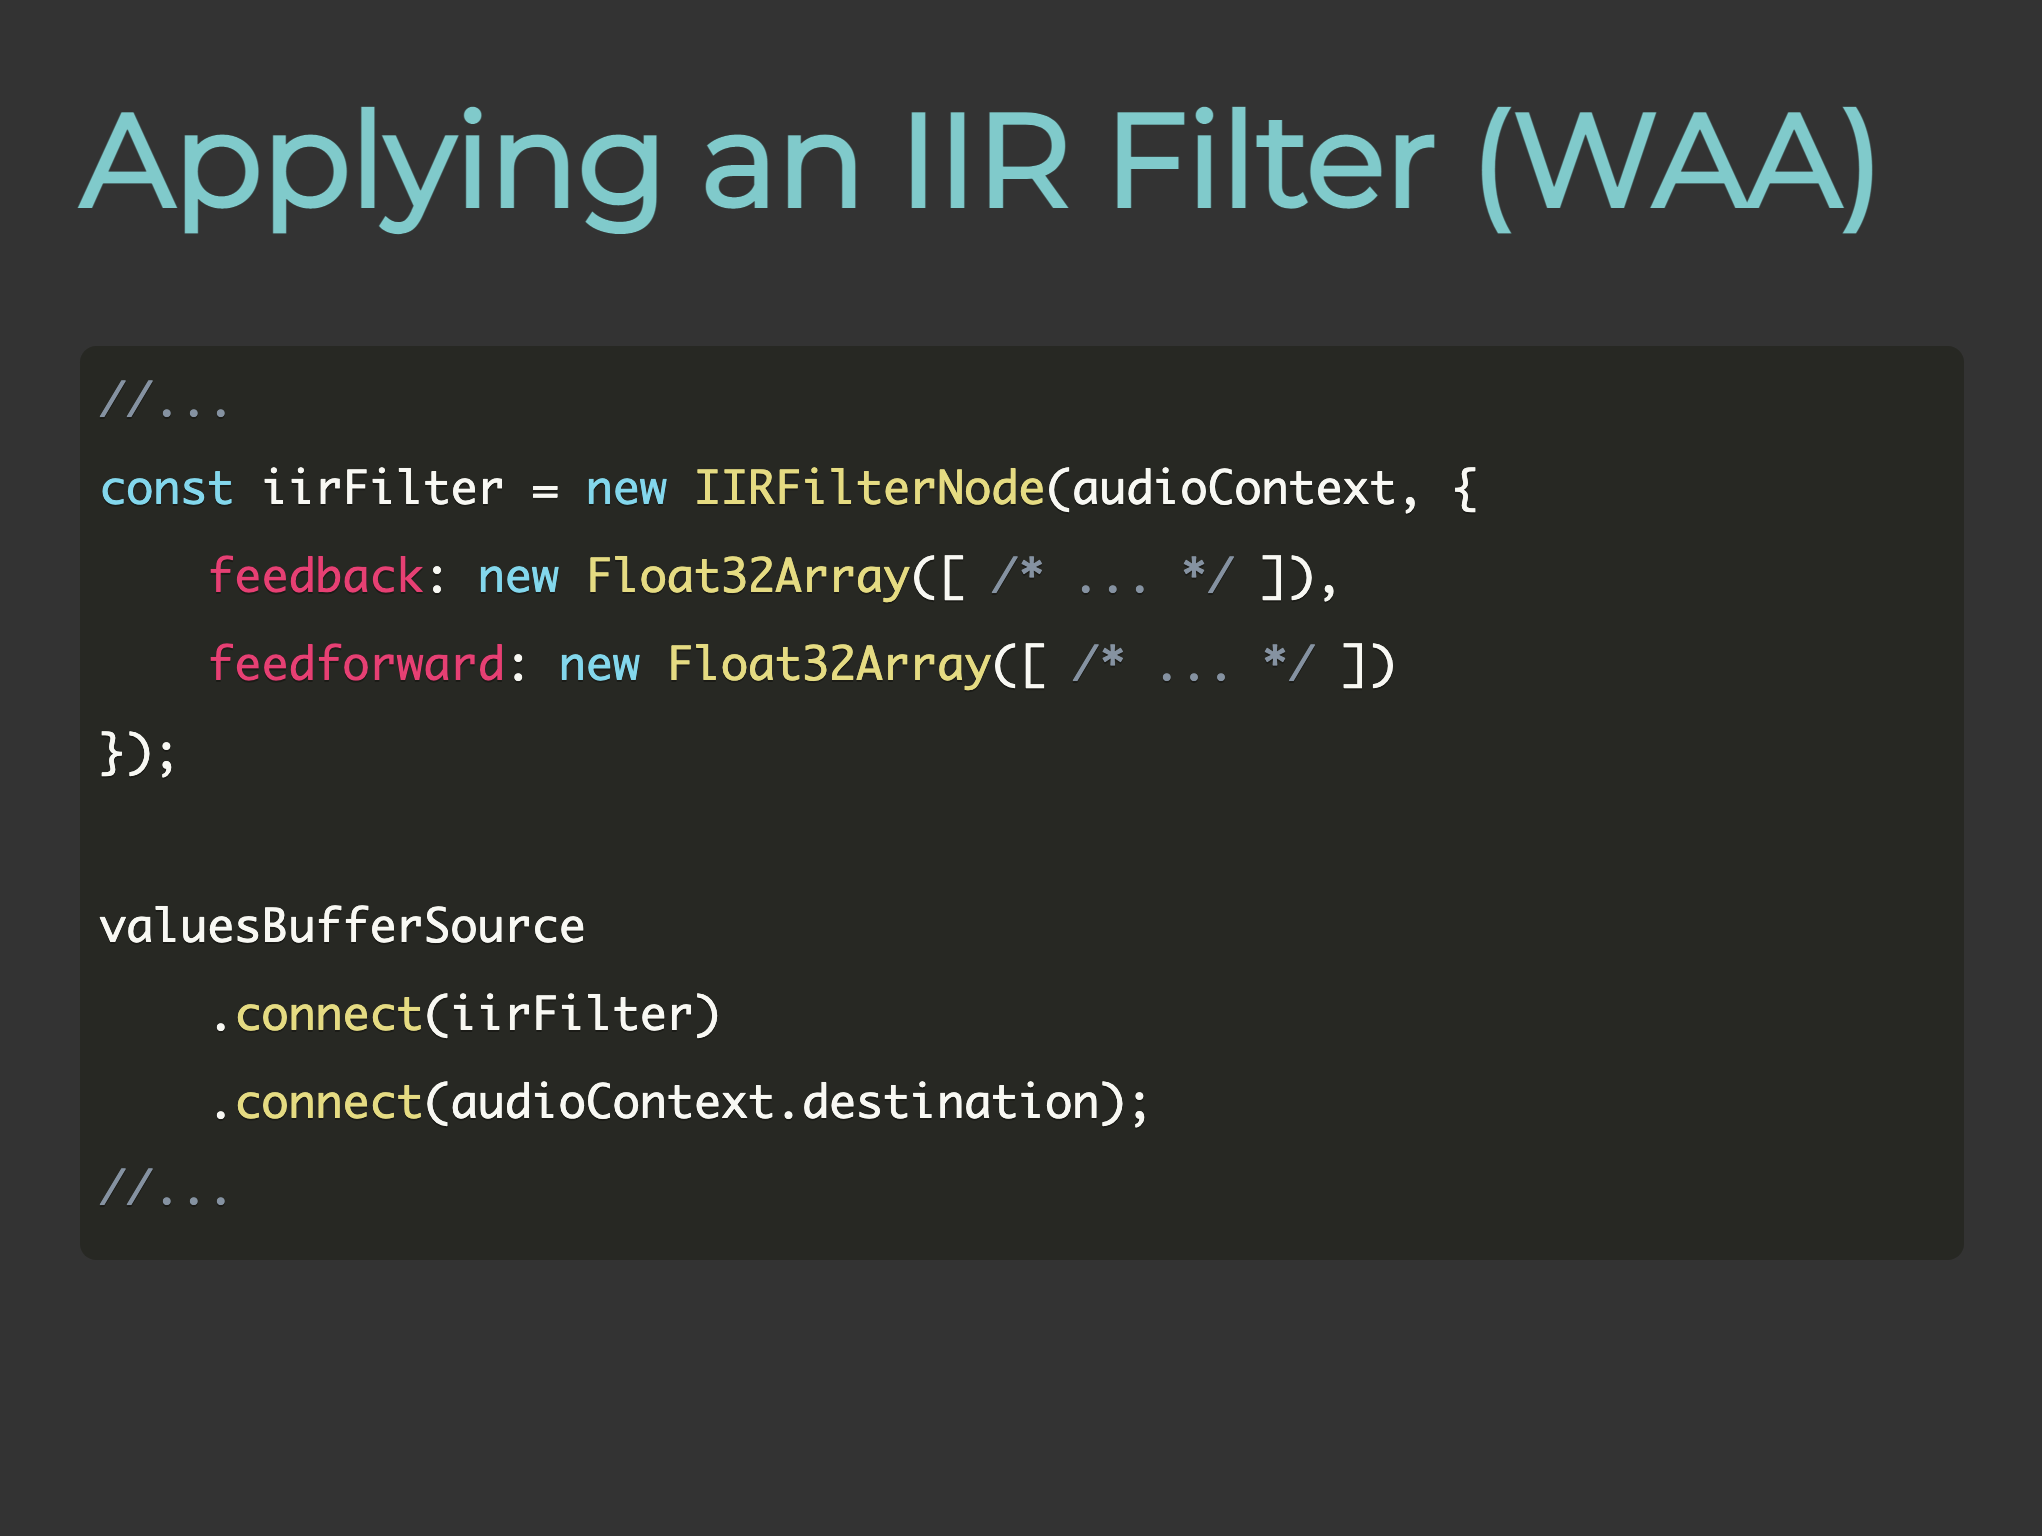 Applying an IIR Filter (WAA)
//...
const iirFilter = new IIRFilterNode(audioContext, {
    feedback: new Float32Array([ /* ... */ ]),
    feedforward: new Float32Array([ /* ... */ ])
});
valuesBufferSource
    .connect(iirFilter)
    .connect(audioContext.destination);
//...